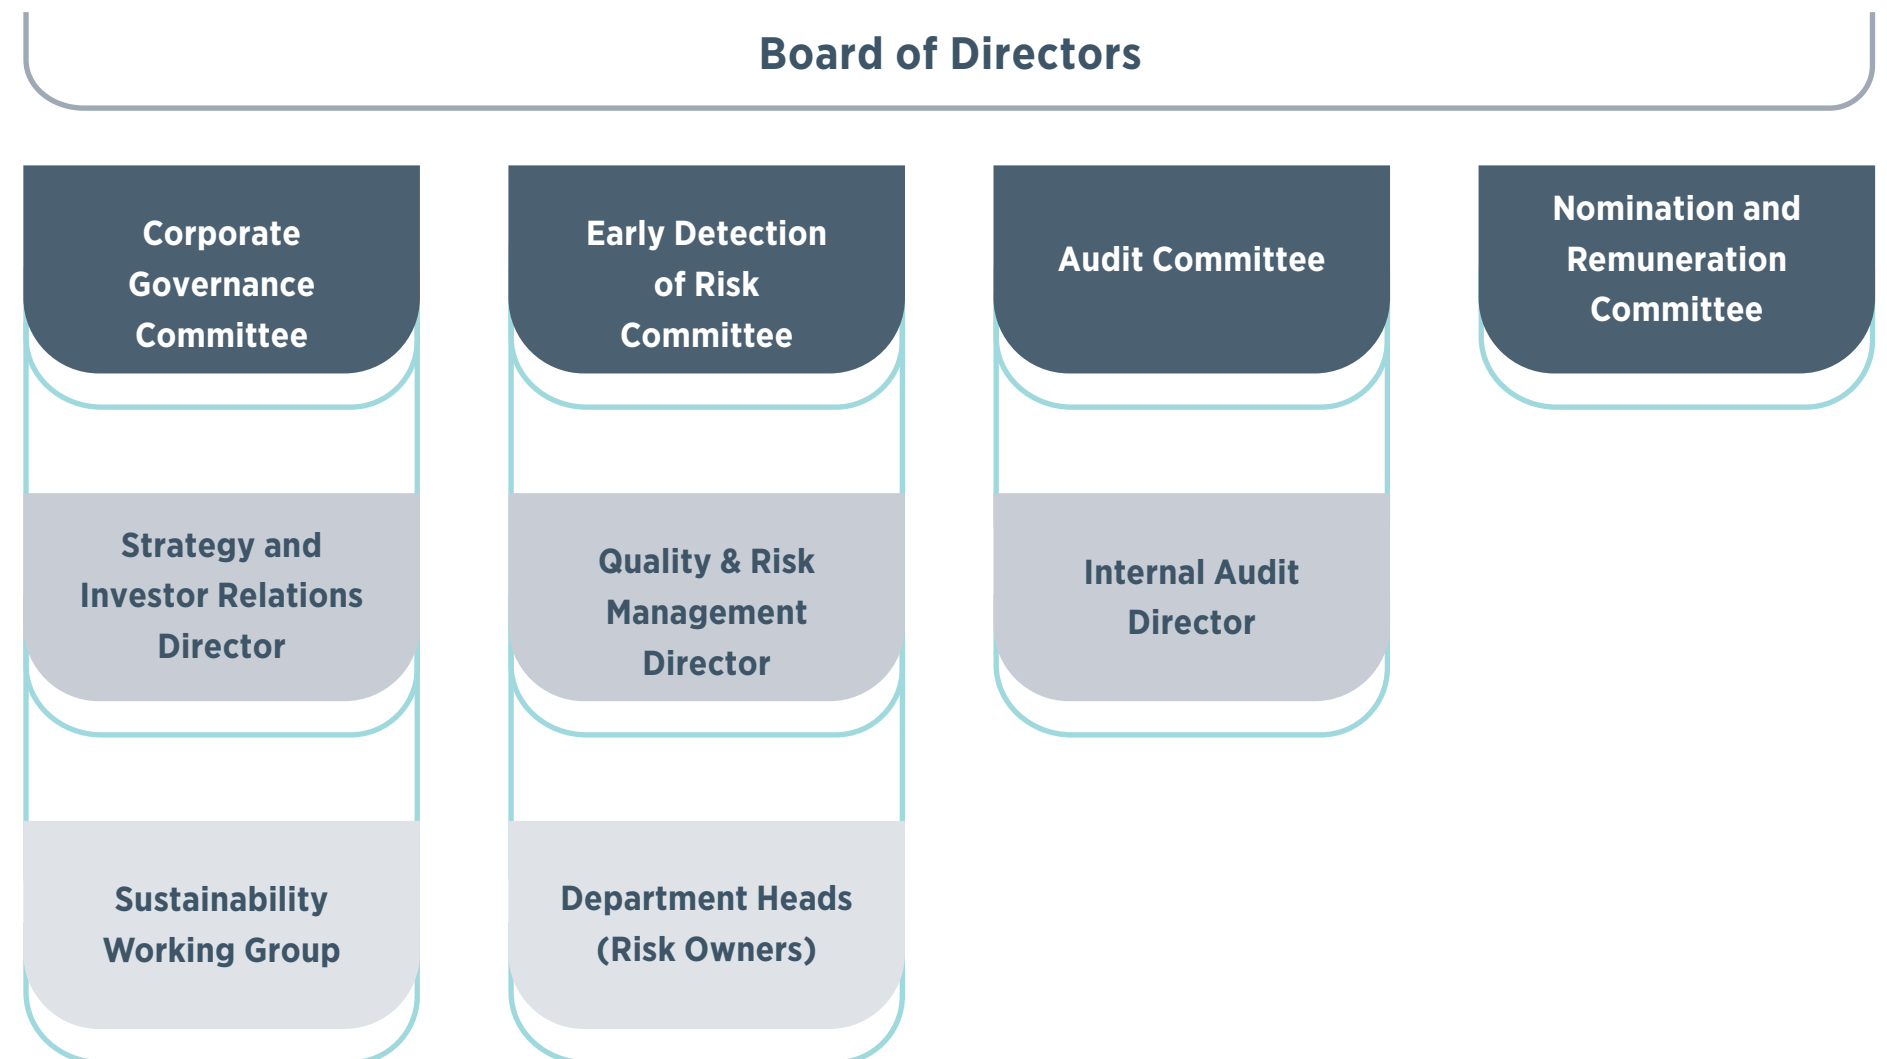 Board of Directors
Corporate
Governance
Committee
Early Detection
of Risk
Committee
Audit Committee
Nomination and
Remuneration
Committee
Strategy and
Investor Relations
Director
Quality & Risk
Management
Director
Internal Audit
Director
Sustainability
Working Group
Department Heads
(Risk Owners)